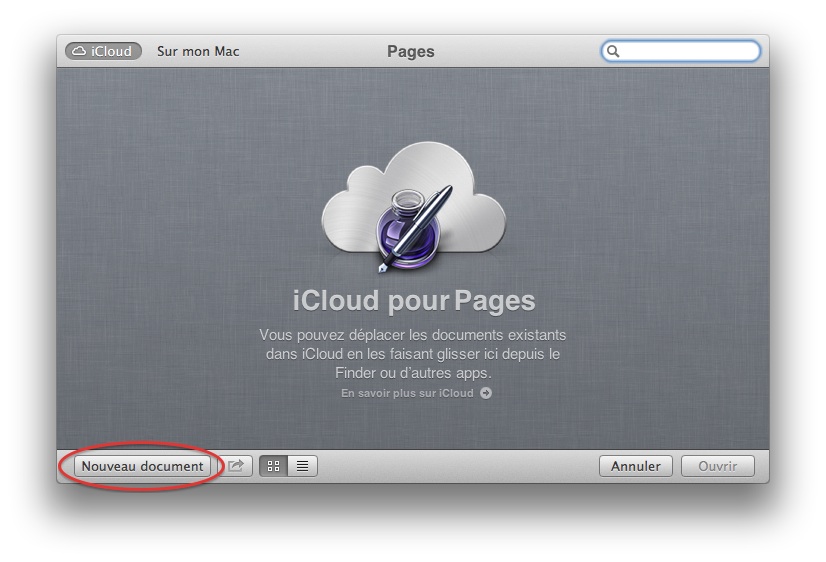 iCloud Sur mon Mac Pages
iCloud pour Pages
Vous pouvez déplacer les documents existants
dans iCloud en les faisant glisser ici depuis le
Finder ou d'autres apps.
En savoir plus sur iCloud
Nouveau document Annuler Ouvrir